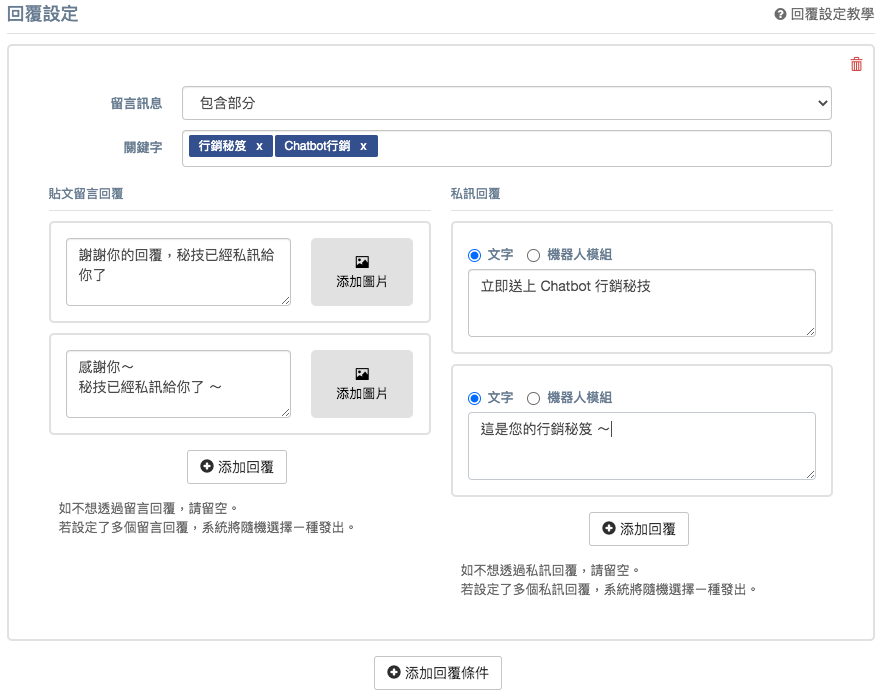 回覆設定
回覆設定教學
留言訊息
包含部分
關鍵字
行銷秘笈 x Chatbot行銷 x
貼文留言回覆
謝謝你的回覆，秘技已經私訊給
你了
添加圖片
感謝你～
秘技已經私訊給你了 ～
添加圖片
添加回覆
如不想透過留言回覆，請留空。
若設定了多個留言回覆，系統將隨機選擇一種發出。
私訊回覆
文字 機器人模組
立即送上 Chatbot 行銷秘技
文字 機器人模組
這是您的行銷秘笈 ～
添加回覆
如不想透過私訊回覆，請留空。
若設定了多個私訊回覆，系統將隨機選擇一種發出。
添加回覆條件